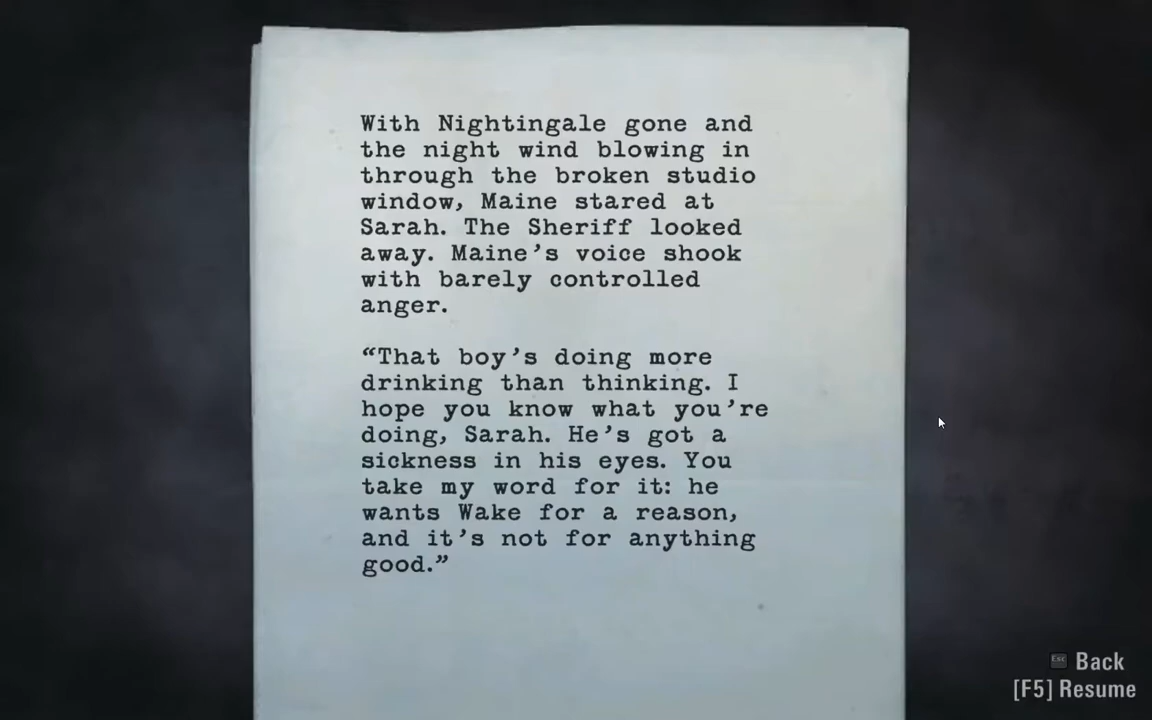 With Nightingale gone and
the night wind blowing in
through the broken studio
window, Maine stared at
Sarah. The Sheriff looked
away. Maine’s voice shook
with barely controlled
anger.
“That boy’s doing more
drinking than thinking. I
hope you know what you’re
doing, Sarah. He’s got a
sickness in his eyes. You
take my word for it: he
wants Wake for a reason,
and it’s not for anything
good.”
Esc Back
[F5] Resume